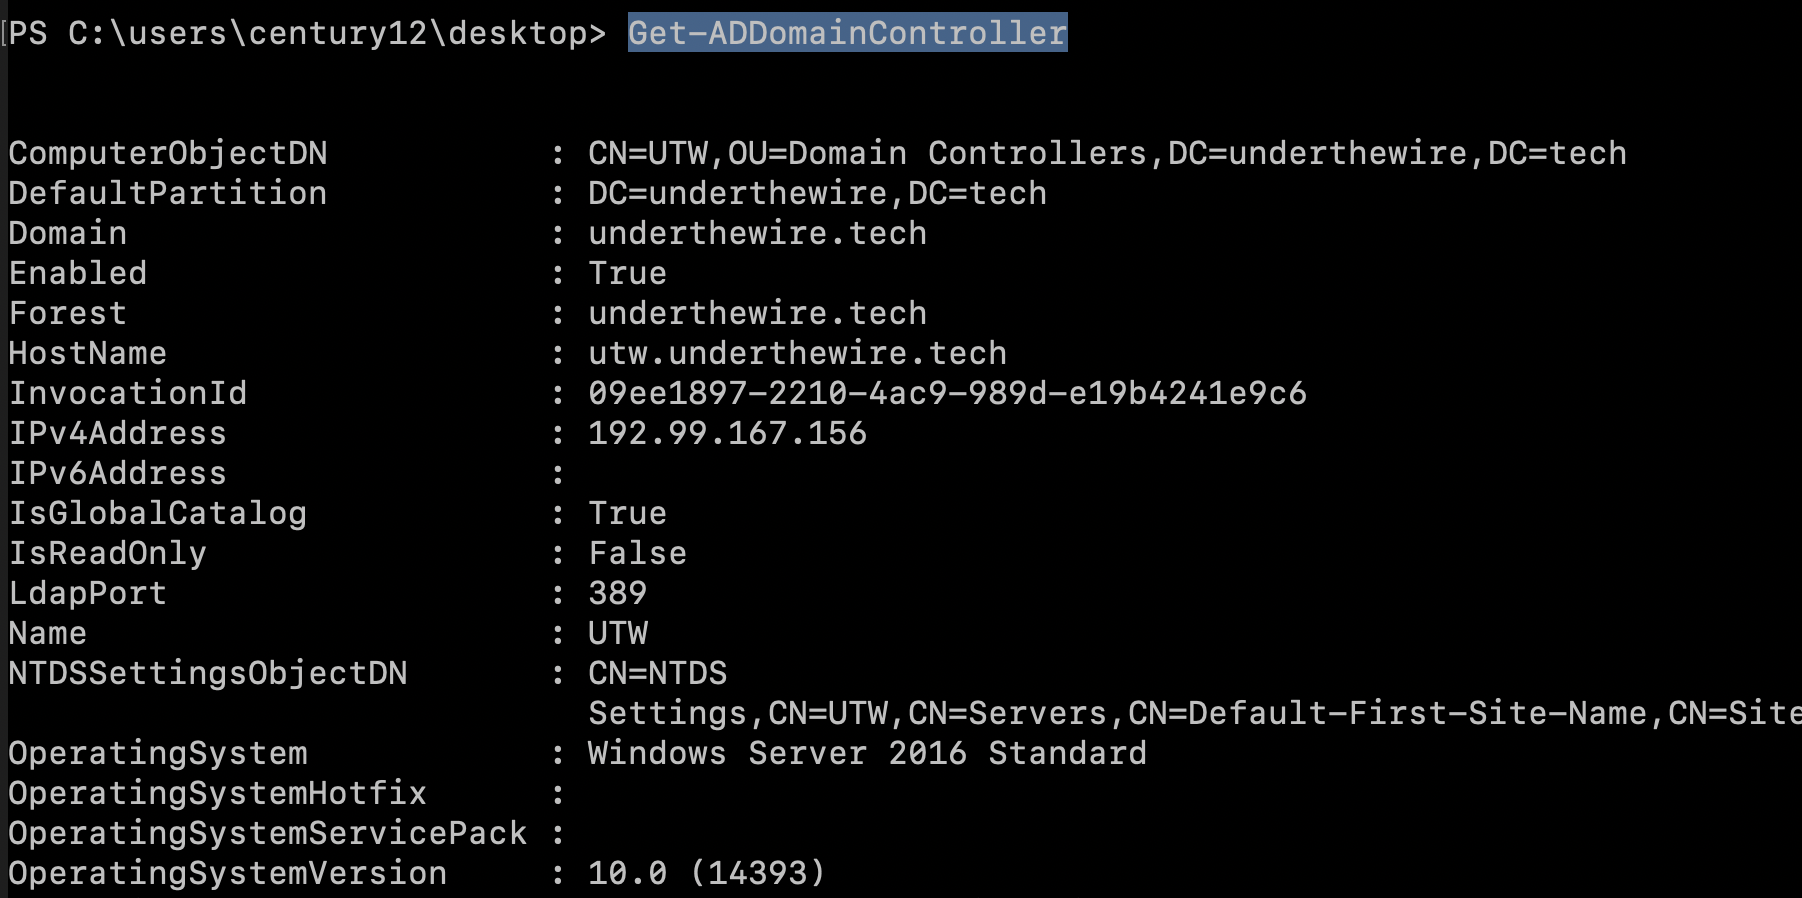 PS C:\users\century12\desktop> Get-ADDomainController
ComputerObjectDN : CN=UTW,OU=Domain Controllers,DC=underthewire,DC=tech
DefaultPartition : DC=underthewire,DC=tech
Domain : underthewire.tech
Enabled : True
Forest : underthewire.tech
HostName : utw.underthewire.tech
InvocationId : 09ee1897-2210-4ac9-989d-e19b4241e9c6
IPv4Address : 192.99.167.156
IPv6Address :
IsGlobalCatalog : True
IsReadOnly : False
LdapPort : 389
Name : UTW
NTDSSettingsObjectDN : CN=NTDS
Settings,CN=UTW,CN=Servers,CN=Default-First-Site-Name,CN=Site
OperatingSystem : Windows Server 2016 Standard
OperatingSystemHotfix :
OperatingSystemServicePack :
OperatingSystemVersion : 10.0 (14393)